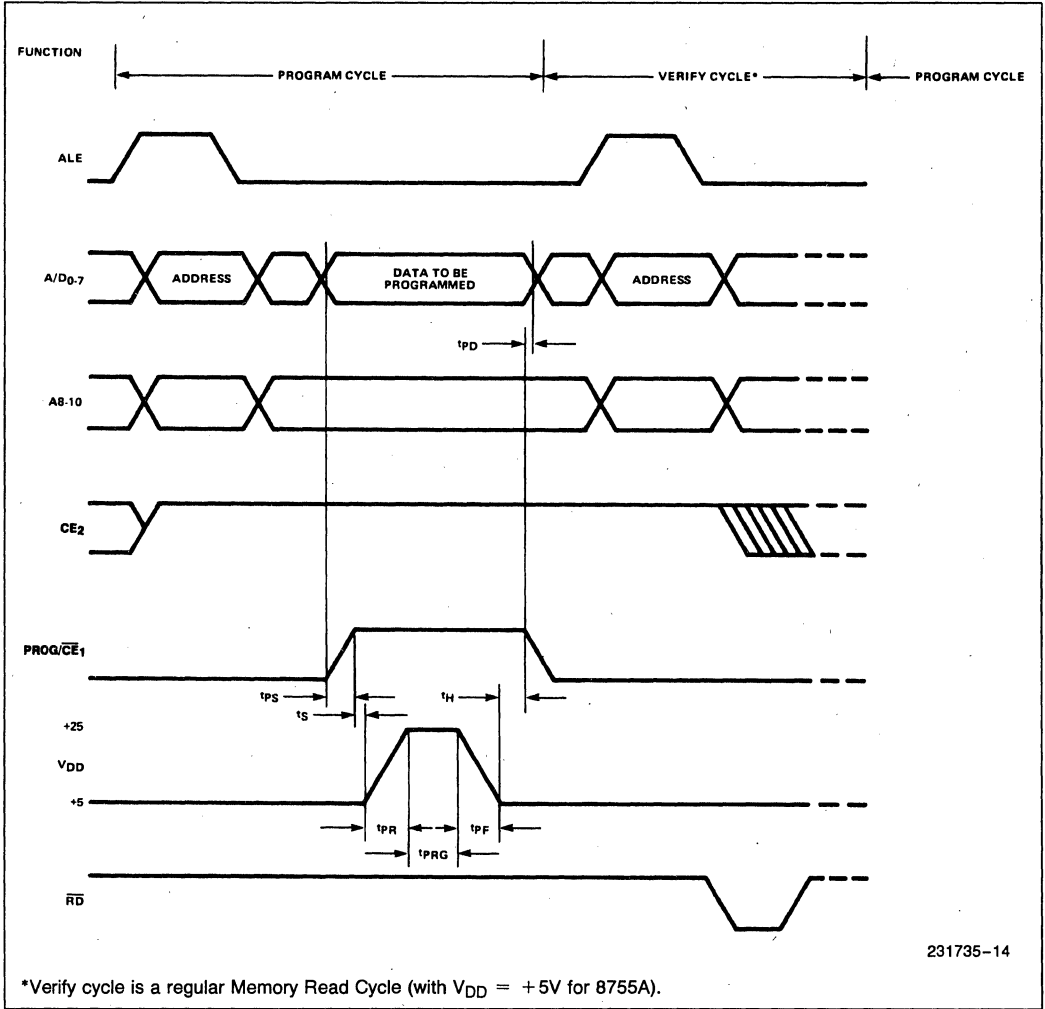 FUNCTION
PROGRAM CYCLE
VERIFY CYCLE*
PROGRAM CYCLE
ALE
A/D0-7
ADDRESS
DATA TO BE
PROGRAMMED
ADDRESS
tPD
A8-10
CE2
PROG/C̅E̅1
tPS
tS
tH
+25
VDD
+5
tPR
tPF
tPRG
R̅D̅
231735-14
*Verify cycle is a regular Memory Read Cycle (with VDD = +5V for 8755A).